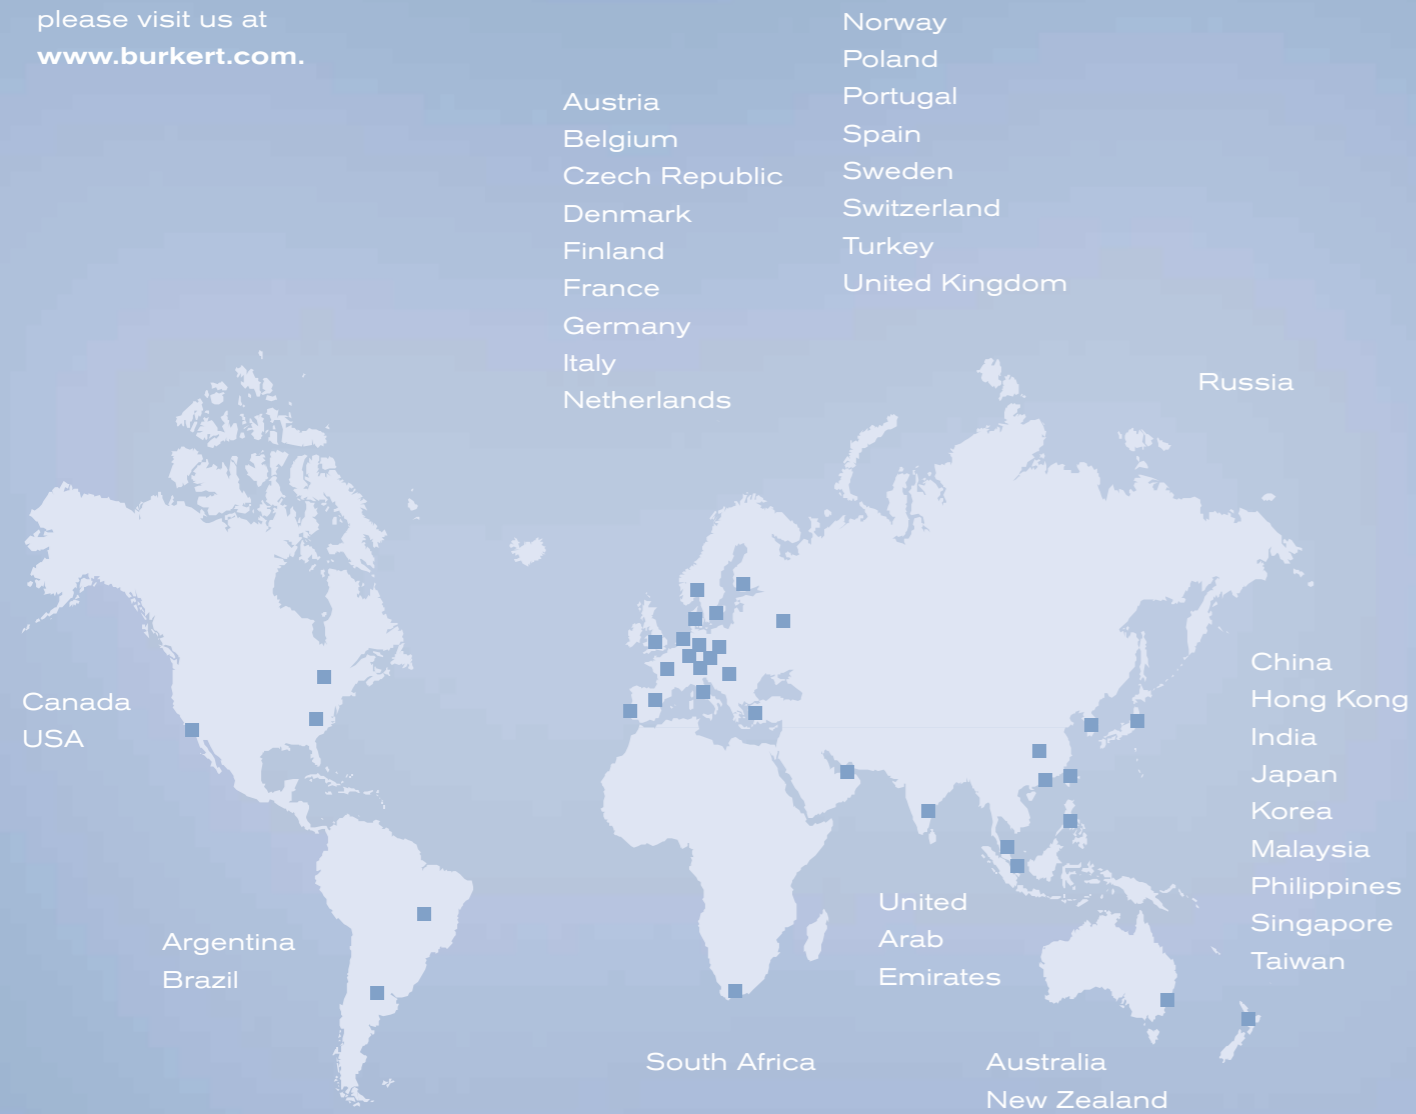 please visit us at
www.burkert.com.
Austria
Belgium
Czech Republic
Denmark
Finland
France
Germany
Italy
Netherlands
Norway
Poland
Portugal
Spain
Sweden
Switzerland
Turkey
United Kingdom
Russia
Canada
USA
China
Hong Kong
India
Japan
Korea
Malaysia
Philippines
Singapore
Taiwan
Argentina
Brazil
United
Arab
Emirates
South Africa
Australia
New Zealand